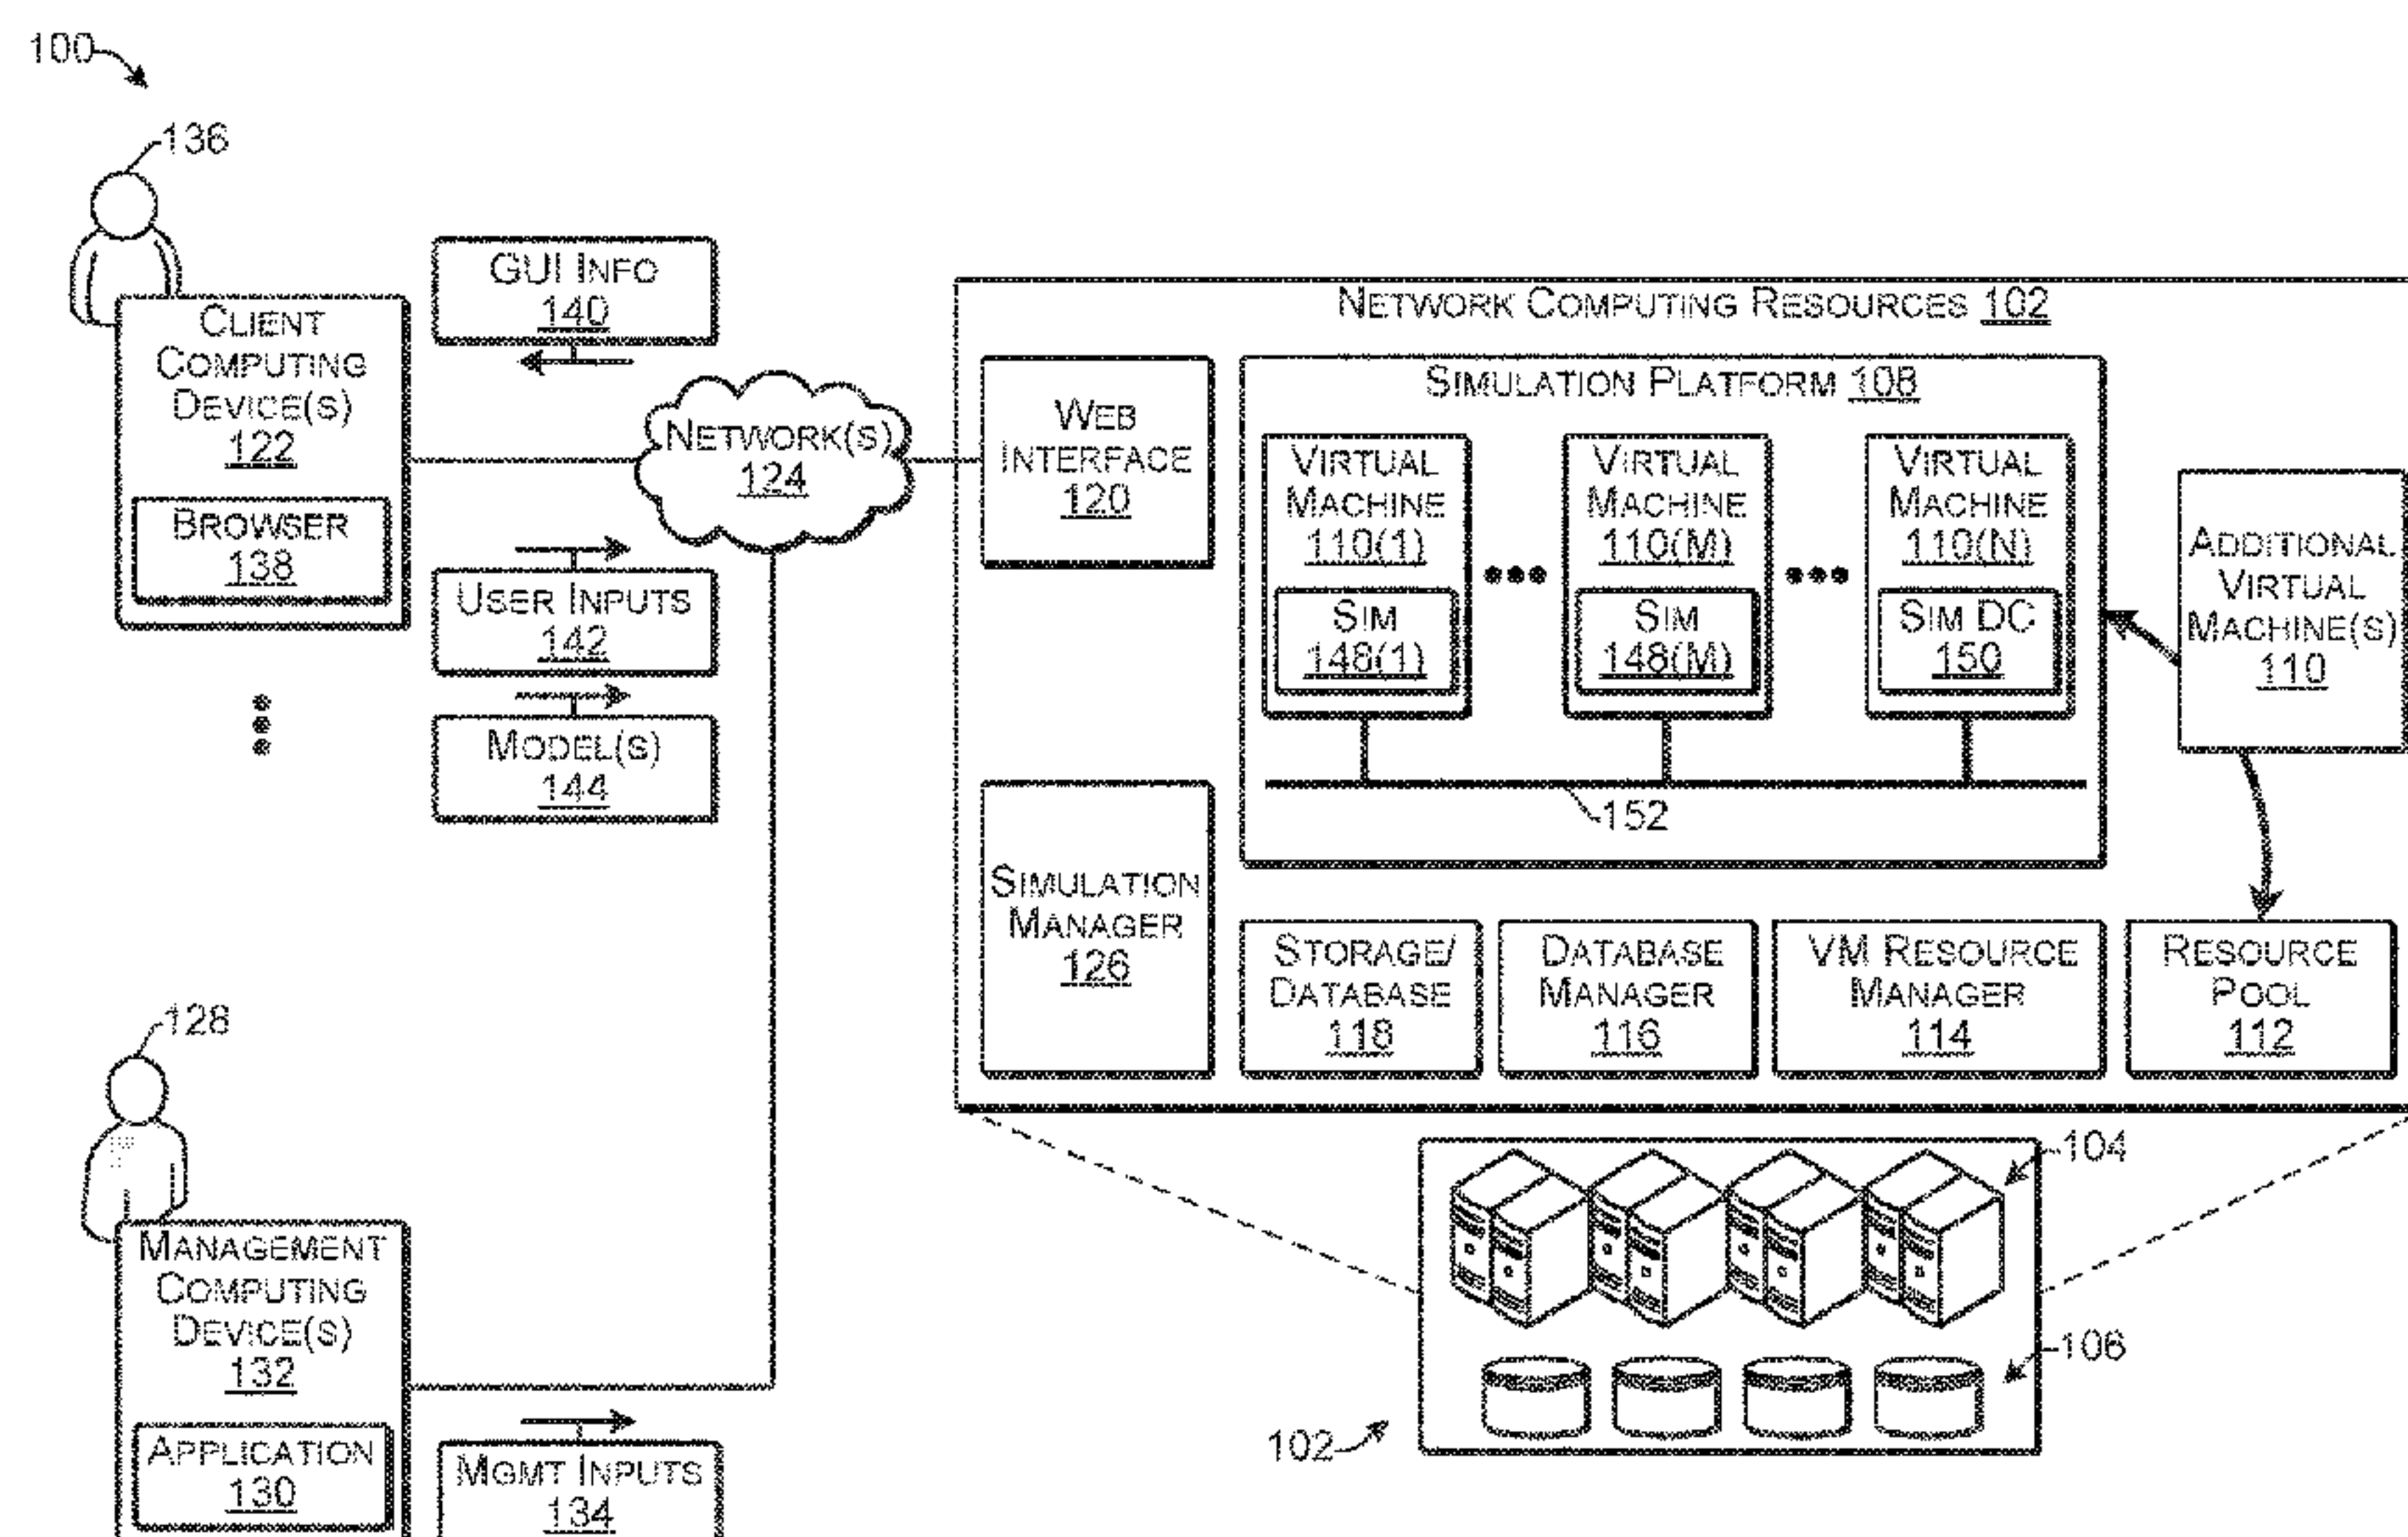 100
136
CLIENT
COMPUTING
DEVICE(S)
122
BROWSER
138
GUI INFO
140
USER INPUTS
142
MODEL(S)
144
NETWORK(S)
124
NETWORK COMPUTING RESOURCES 102
WEB
INTERFACE
120
SIMULATION PLATFORM 108
VIRTUAL
MACHINE
110(1)
SIM
148(1)
VIRTUAL
MACHINE
110(M)
SIM
148(M)
VIRTUAL
MACHINE
110(N)
SIM DC
150
152
ADDITIONAL
VIRTUAL
MACHINE(S)
110
SIMULATION
MANAGER
126
STORAGE/
DATABASE
118
DATABASE
MANAGER
116
VM RESOURCE
MANAGER
114
RESOURCE
POOL
112
128
MANAGEMENT
COMPUTING
DEVICE(S)
132
APPLICATION
130
MGMT INPUTS
134
104
106
102